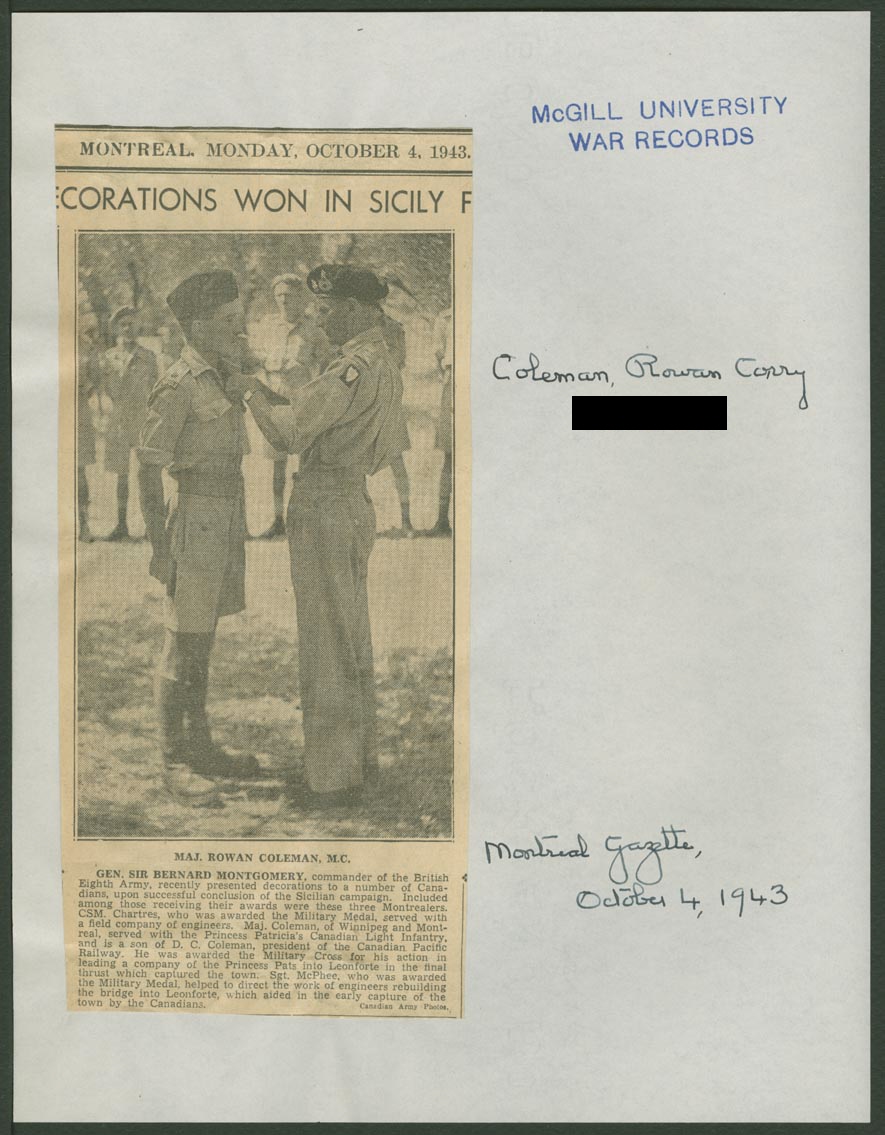 McGILL UNIVERSITY
WAR RECORDS
MONTREAL, MONDAY, OCTOBER 4, 1943.
ECORATIONS WON IN SICILY F
Coleman, Rowan Corry
MAJ. ROWAN COLEMAN, M.C.
GEN. SIR BERNARD MONTGOMERY, commander of the British
Eighth Army, recently presented decorations to a number of Cana-
dians, upon successful conclusion of the Sicilian campaign. Included
among those receiving their awards were these three Montrealers.
CSM. Chartres, who was awarded the Military Medal, served with
a field company of engineers. Maj. Coleman, of Winnipeg and Mont-
real, served with the Princess Patricia's Canadian Light Infantry,
and is a son of D. C. Coleman, president of the Canadian Pacific
Railway. He was awarded the Military Cross for his action in
leading a company of the Princess Pats into Leonforte in the final
thrust which captured the town. Sgt. McPhee, who was awarded
the Military Medal, helped to direct the work of engineers rebuilding
the bridge into Leonforte, which aided in the early capture of the
town by the Canadians.
Canadian Army Photos.
Montreal Gazette,
October 4, 1943